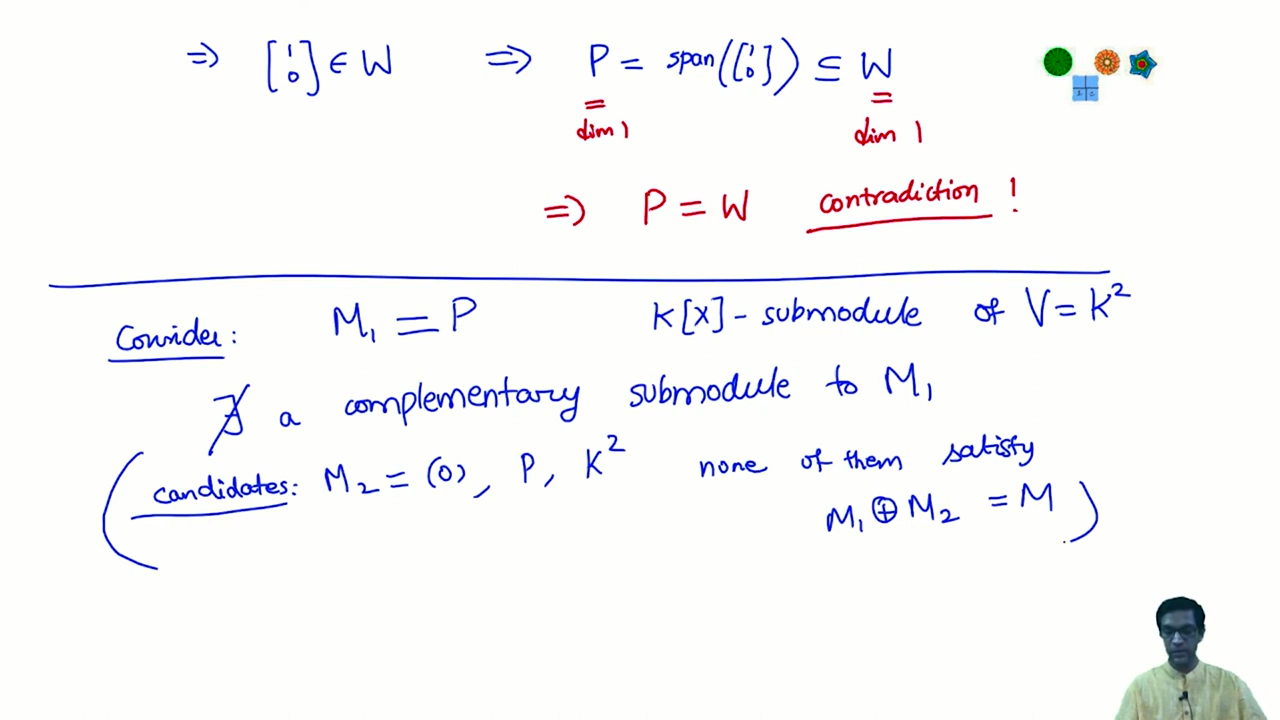 ⇒ [1 0] ∈ W ⇒ P = span([1 0]) ⊆ W
dim 1 dim 1
⇒ P = W contradiction !
Consider: M₁ = P K[X] - submodule of V = K²
∄ a complementary submodule to M₁
(candidates: M₂ = (0), P, K² none of them satisfy
M₁ ⊕ M₂ = M)